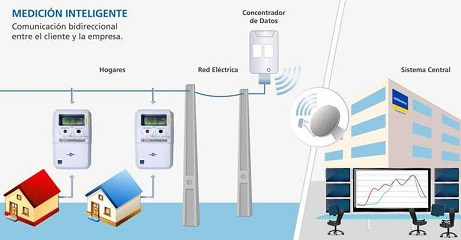 MEDICIÓN INTELIGENTE
Comunicación bidireccional
entre el cliente y la empresa.
Concentrador
de Datos
Hogares
Red Eléctrica
Sistema Central